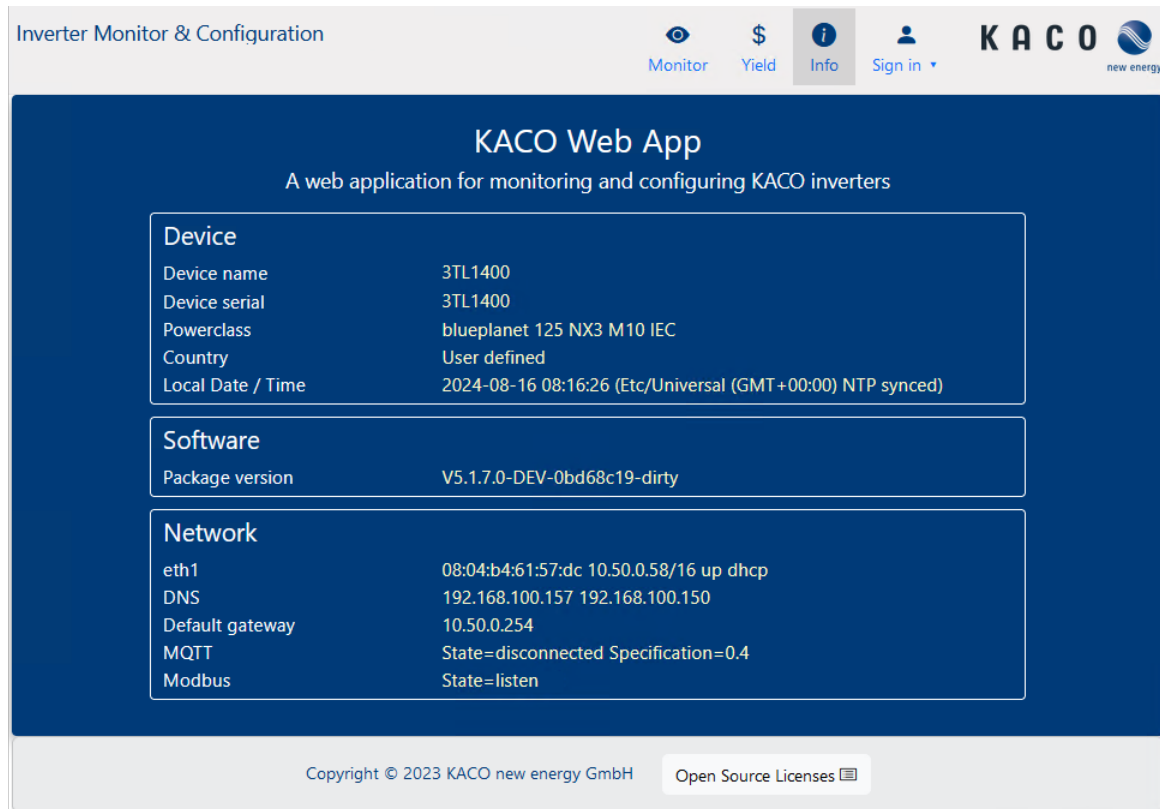 Inverter Monitor & Configuration
Monitor
$
Yield
Info
Sign in
KACO
new energy
KACO Web App
A web application for monitoring and configuring KACO inverters
Device
Device name 3TL1400
Device serial 3TL1400
Powerclass blueplanet 125 NX3 M10 IEC
Country User defined
Local Date / Time 2024-08-16 08:16:26 (Etc/Universal (GMT+00:00) NTP synced)
Software
Package version V5.1.7.0-DEV-0bd68c19-dirty
Network
eth1 08:04:b4:61:57:dc 10.50.0.58/16 up dhcp
DNS 192.168.100.157 192.168.100.150
Default gateway 10.50.0.254
MQTT State=disconnected Specification=0.4
Modbus State=listen
Copyright © 2023 KACO new energy GmbH Open Source Licenses